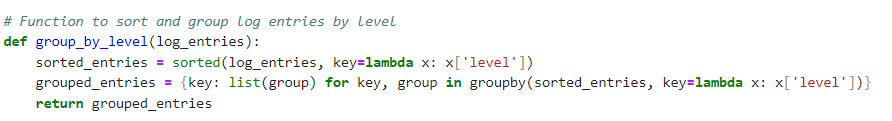 # Function to sort and group log entries by level
def group_by_level(log_entries):
    sorted_entries = sorted(log_entries, key=lambda x: x['level'])
    grouped_entries = {key: list(group) for key, group in groupby(sorted_entries, key=lambda x: x['level'])}
    return grouped_entries